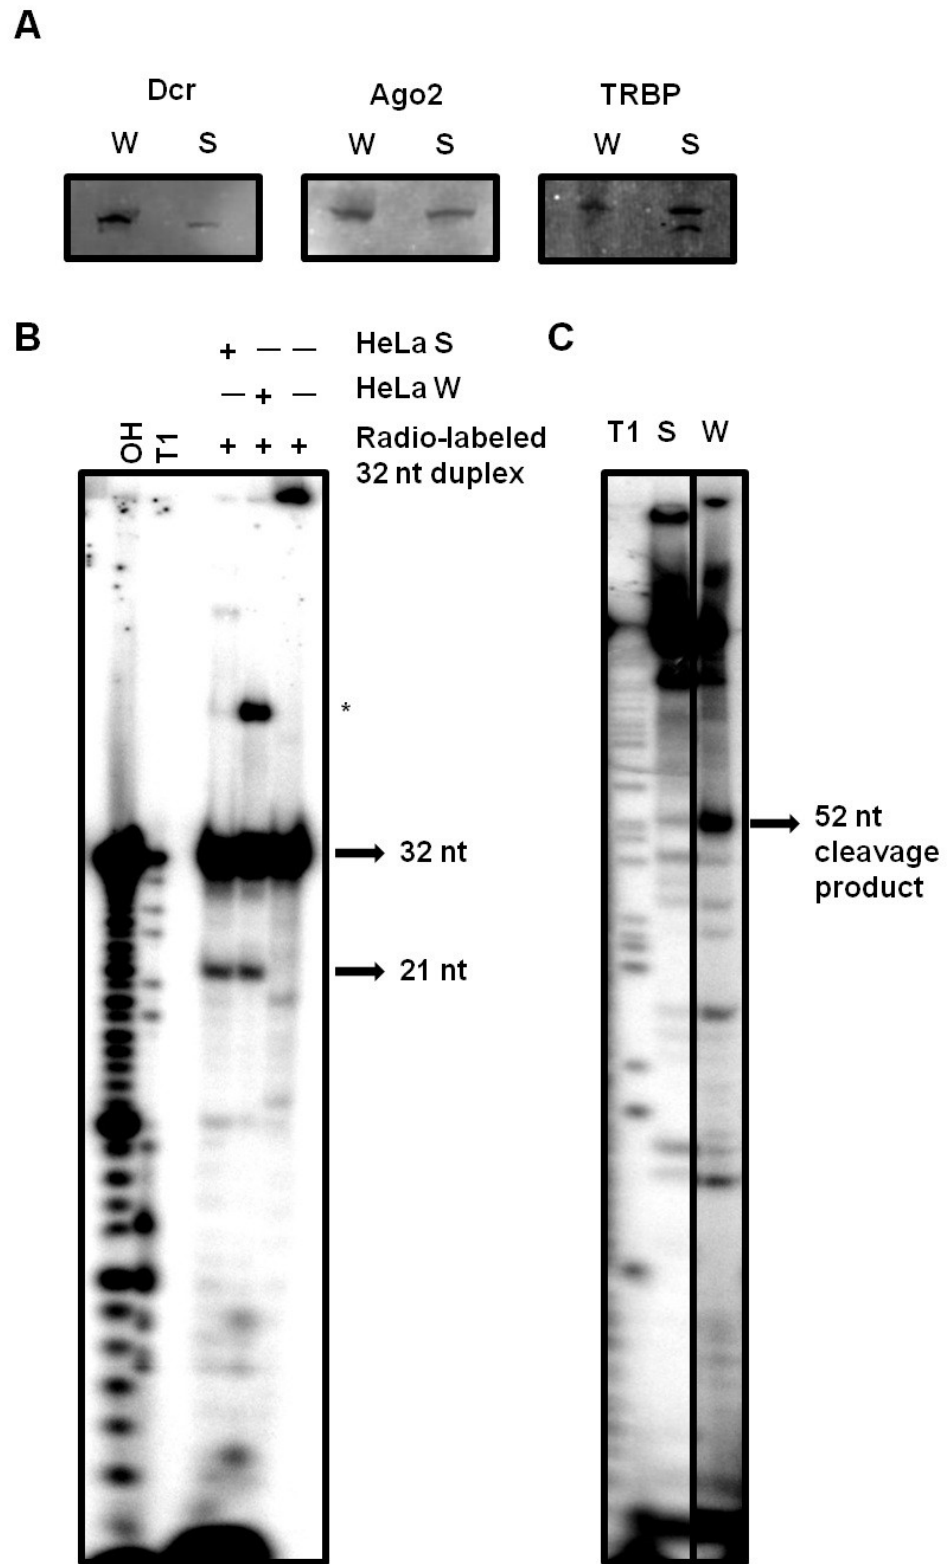 A
Dcr Ago2 TRBP
W S W S W S
B
+ — — HeLa S
— + — HeLa W
+ + + Radio-labeled
32 nt duplex
OH T1
*
32 nt
21 nt
C
T1 S W
52 nt
cleavage
product